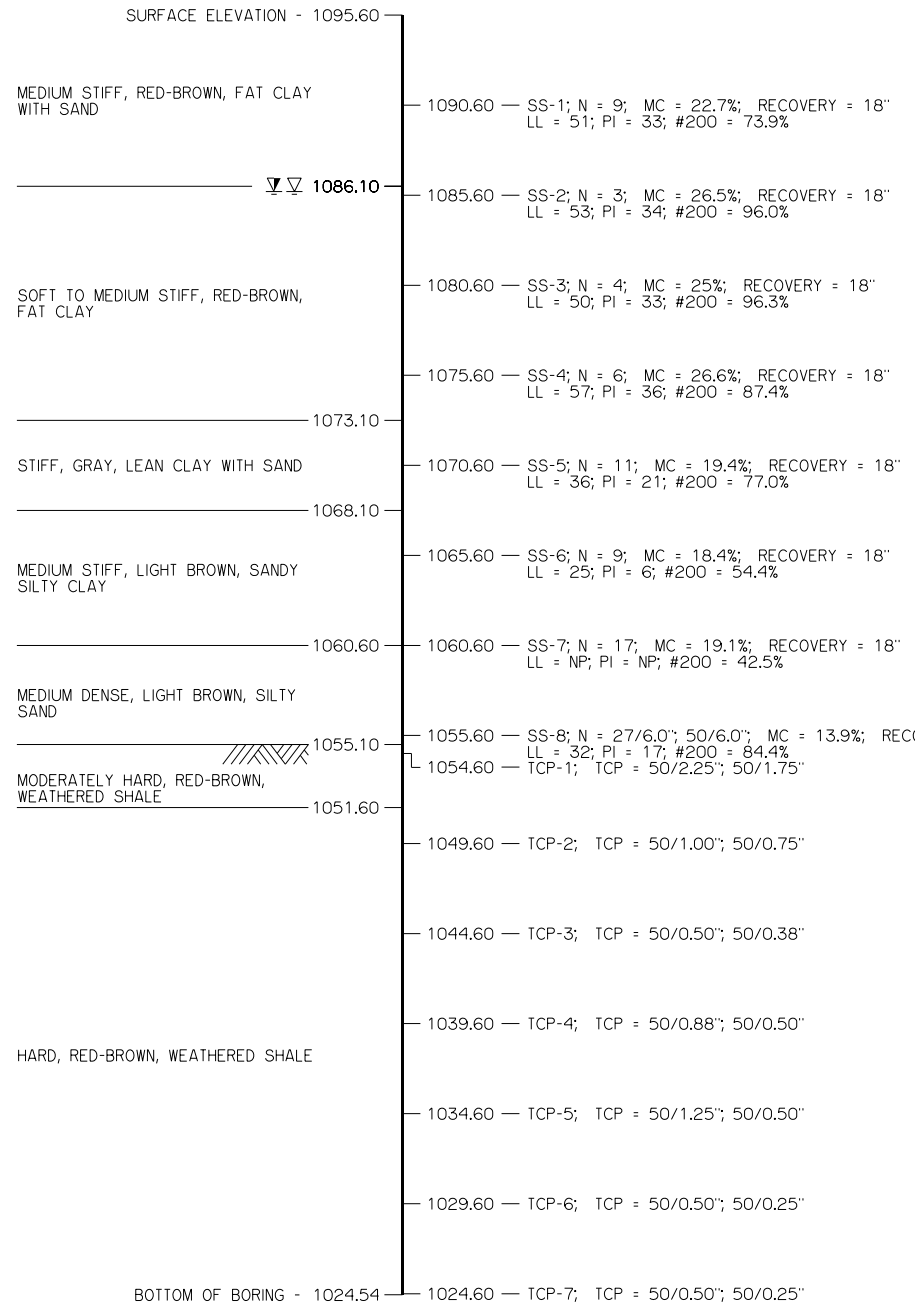 SURFACE ELEVATION - 1095.60
MEDIUM STIFF, RED-BROWN, FAT CLAY
WITH SAND
1090.60 — SS-1; N = 9; MC = 22.7%; RECOVERY = 18"
LL = 51; PI = 33; #200 = 73.9%
1086.10
1085.60 — SS-2; N = 3; MC = 26.5%; RECOVERY = 18"
LL = 53; PI = 34; #200 = 96.0%
SOFT TO MEDIUM STIFF, RED-BROWN,
FAT CLAY
1080.60 — SS-3; N = 4; MC = 25%; RECOVERY = 18"
LL = 50; PI = 33; #200 = 96.3%
1075.60 — SS-4; N = 6; MC = 26.6%; RECOVERY = 18"
LL = 57; PI = 36; #200 = 87.4%
1073.10
STIFF, GRAY, LEAN CLAY WITH SAND
1070.60 — SS-5; N = 11; MC = 19.4%; RECOVERY = 18"
LL = 36; PI = 21; #200 = 77.0%
1068.10
MEDIUM STIFF, LIGHT BROWN, SANDY
SILTY CLAY
1065.60 — SS-6; N = 9; MC = 18.4%; RECOVERY = 18"
LL = 25; PI = 6; #200 = 54.4%
1060.60
1060.60 — SS-7; N = 17; MC = 19.1%; RECOVERY = 18"
LL = NP; PI = NP; #200 = 42.5%
MEDIUM DENSE, LIGHT BROWN, SILTY
SAND
1055.60 — SS-8; N = 27/6.0"; 50/6.0"; MC = 13.9%; REC
LL = 32; PI = 17; #200 = 84.4%
1055.10
1054.60 — TCP-1; TCP = 50/2.25"; 50/1.75"
MODERATELY HARD, RED-BROWN,
WEATHERED SHALE
1051.60
1049.60 — TCP-2; TCP = 50/1.00"; 50/0.75"
1044.60 — TCP-3; TCP = 50/0.50"; 50/0.38"
1039.60 — TCP-4; TCP = 50/0.88"; 50/0.50"
HARD, RED-BROWN, WEATHERED SHALE
1034.60 — TCP-5; TCP = 50/1.25"; 50/0.50"
1029.60 — TCP-6; TCP = 50/0.50"; 50/0.25"
BOTTOM OF BORING - 1024.54
1024.60 — TCP-7; TCP = 50/0.50"; 50/0.25"